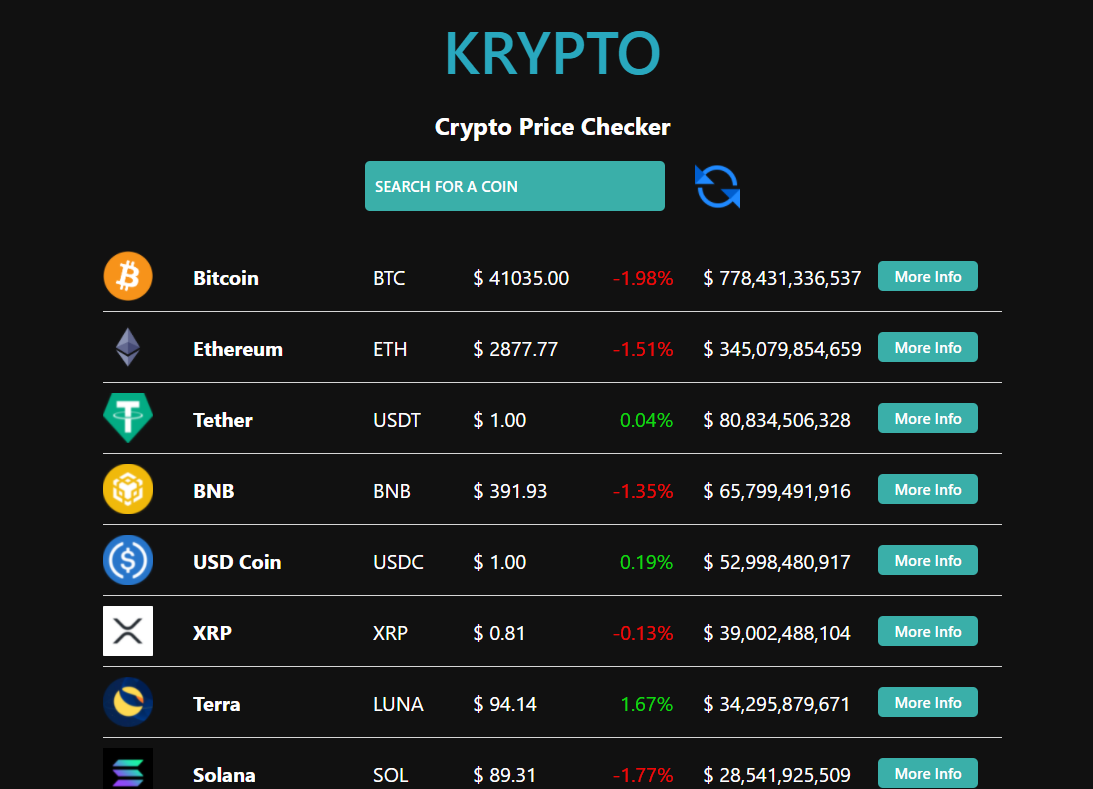 KRYPTO
Crypto Price Checker
SEARCH FOR A COIN
Bitcoin BTC $ 41035.00 -1.98% $ 778,431,336,537 More Info
Ethereum ETH $ 2877.77 -1.51% $ 345,079,854,659 More Info
Tether USDT $ 1.00 0.04% $ 80,834,506,328 More Info
BNB BNB $ 391.93 -1.35% $ 65,799,491,916 More Info
USD Coin USDC $ 1.00 0.19% $ 52,998,480,917 More Info
XRP XRP $ 0.81 -0.13% $ 39,002,488,104 More Info
Terra LUNA $ 94.14 1.67% $ 34,295,879,671 More Info
Solana SOL $ 89.31 -1.77% $ 28,541,925,509 More Info